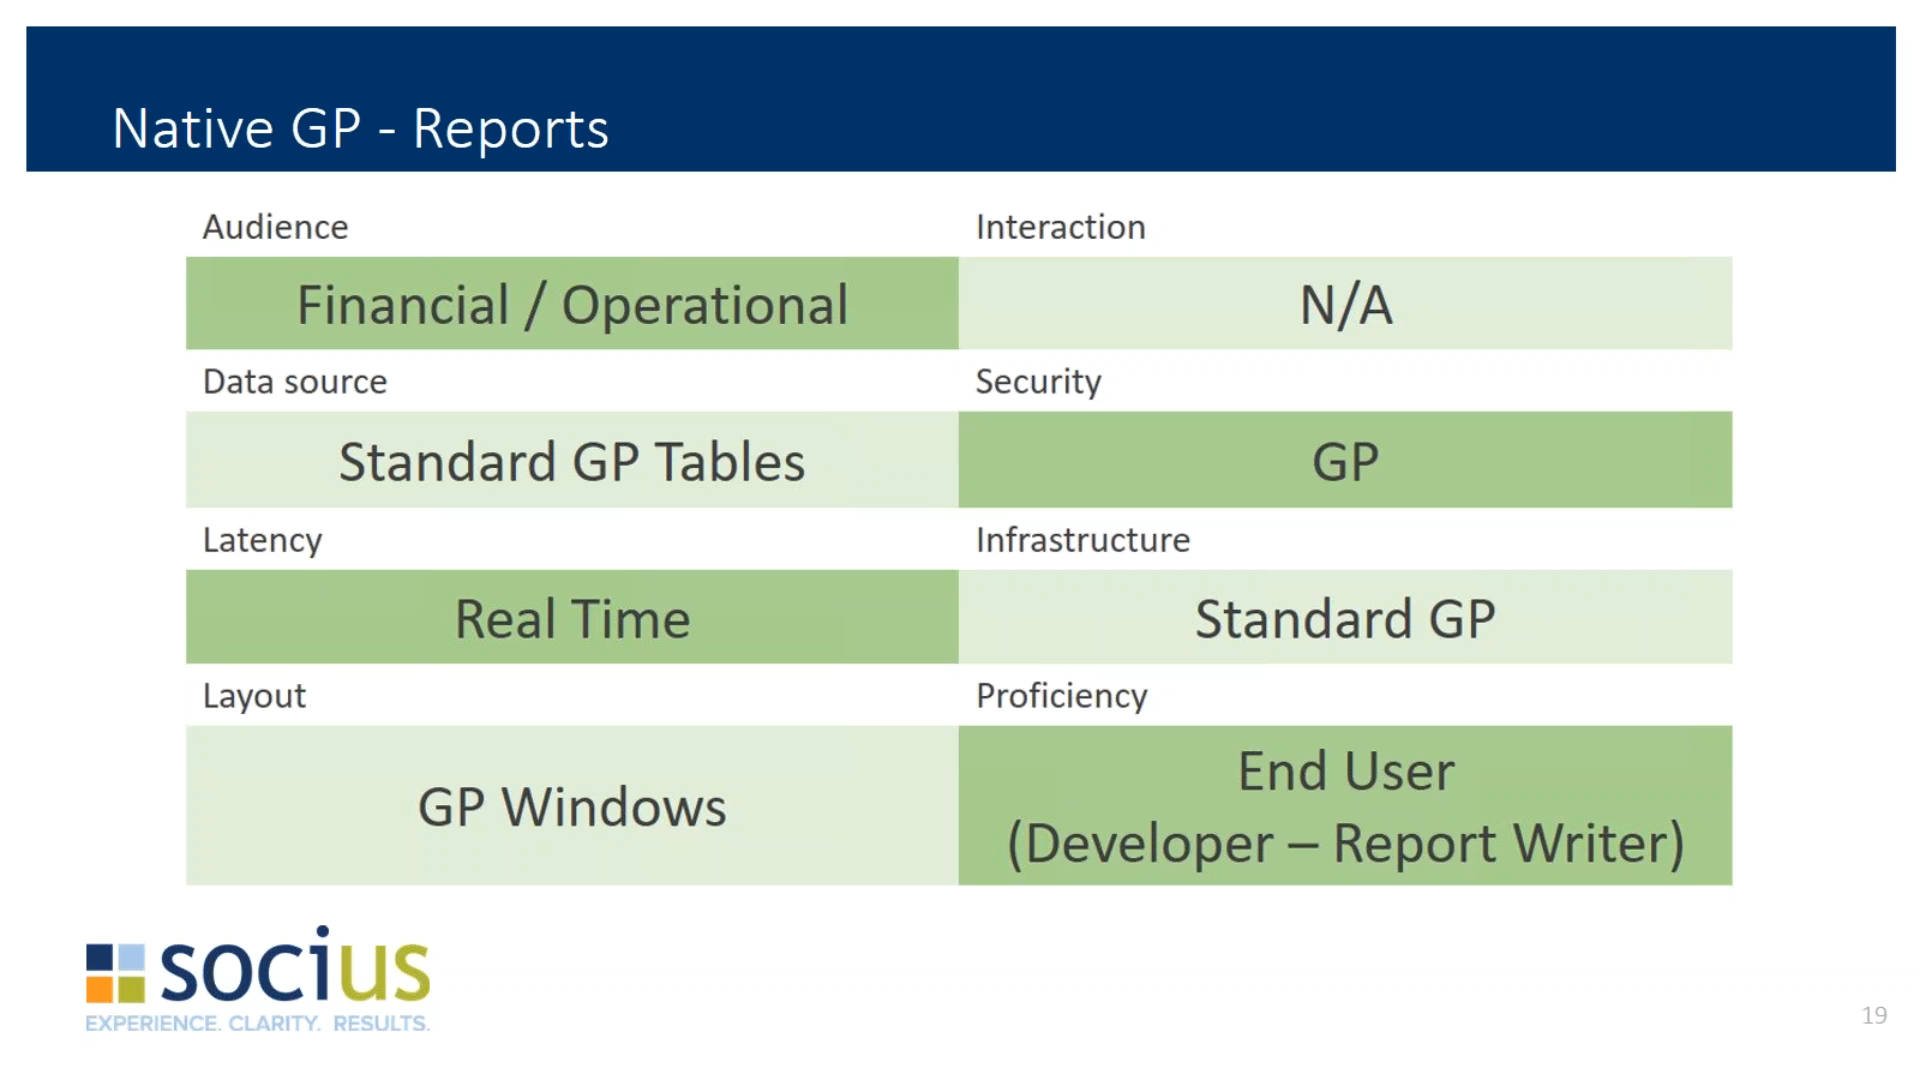 Native GP - Reports
Audience
Interaction
Financial / Operational
N/A
Data source
Security
Standard GP Tables
GP
Latency
Infrastructure
Real Time
Standard GP
Layout
Proficiency
GP Windows
End User
(Developer – Report Writer)
socius
EXPERIENCE. CLARITY. RESULTS.
19